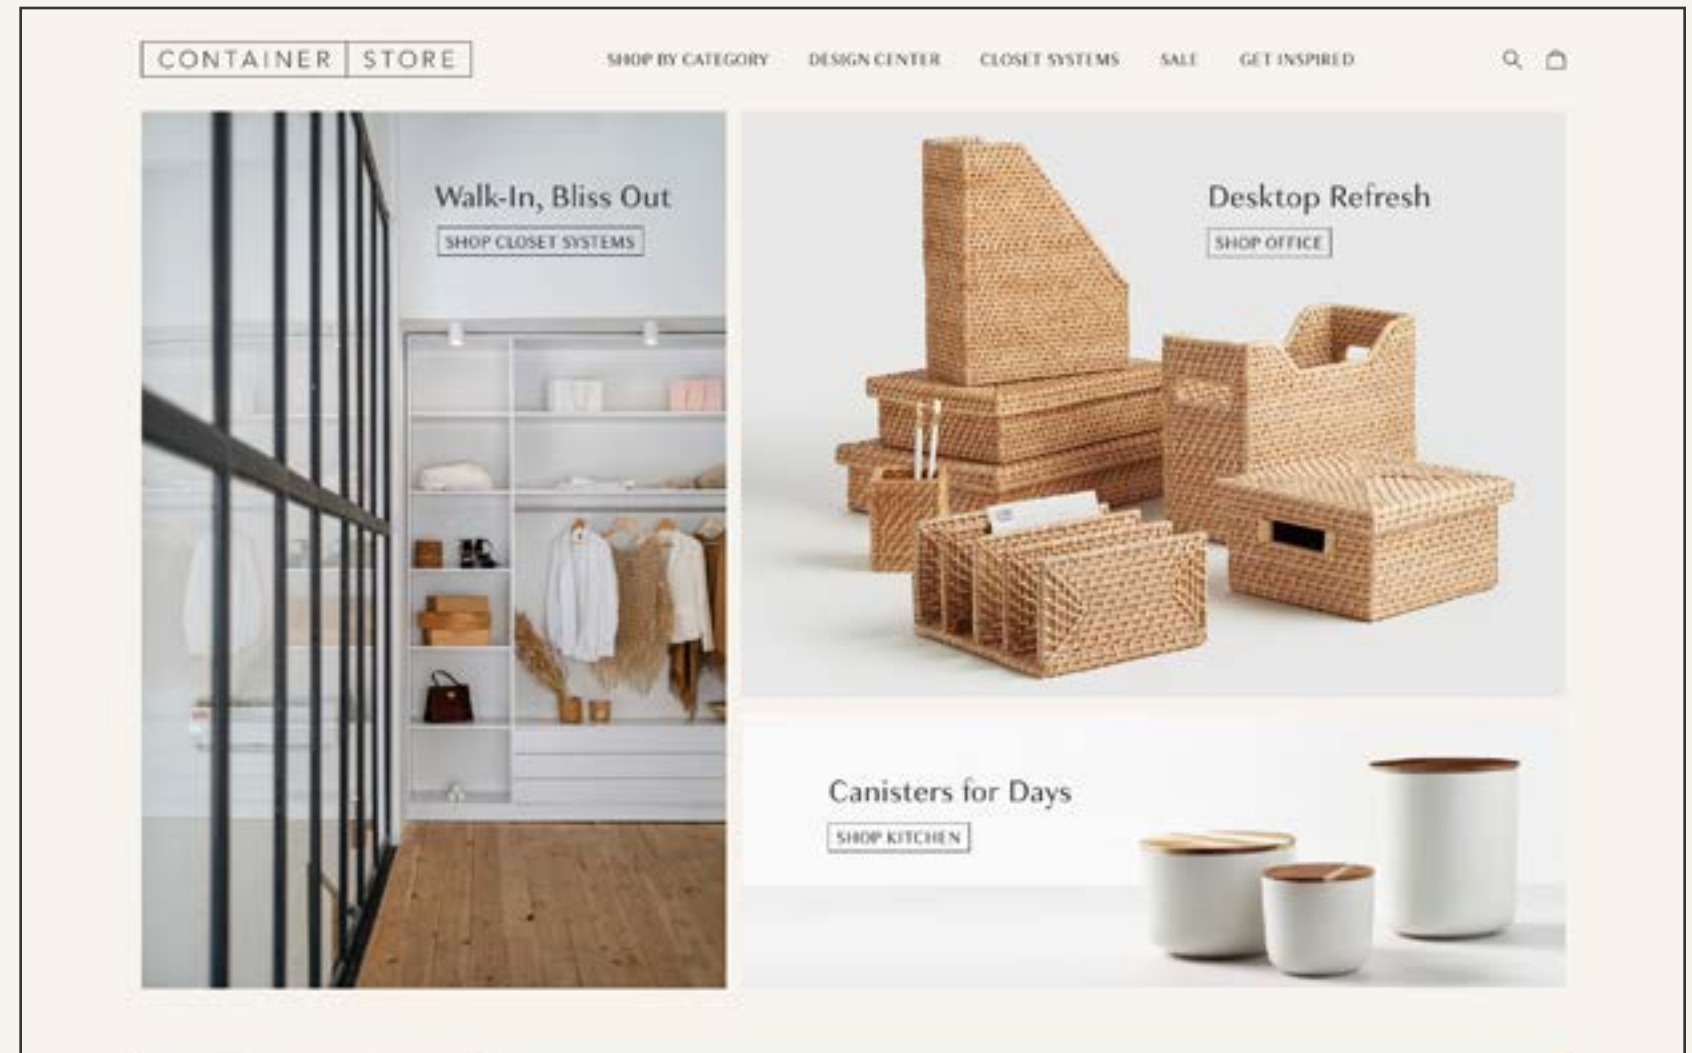 CONTAINER STORE
SHOP BY CATEGORY DESIGN CENTER CLOSET SYSTEMS SALE GET INSPIRED
Walk-In, Bliss Out
SHOP CLOSET SYSTEMS
Desktop Refresh
SHOP OFFICE
Canisters for Days
SHOP KITCHEN